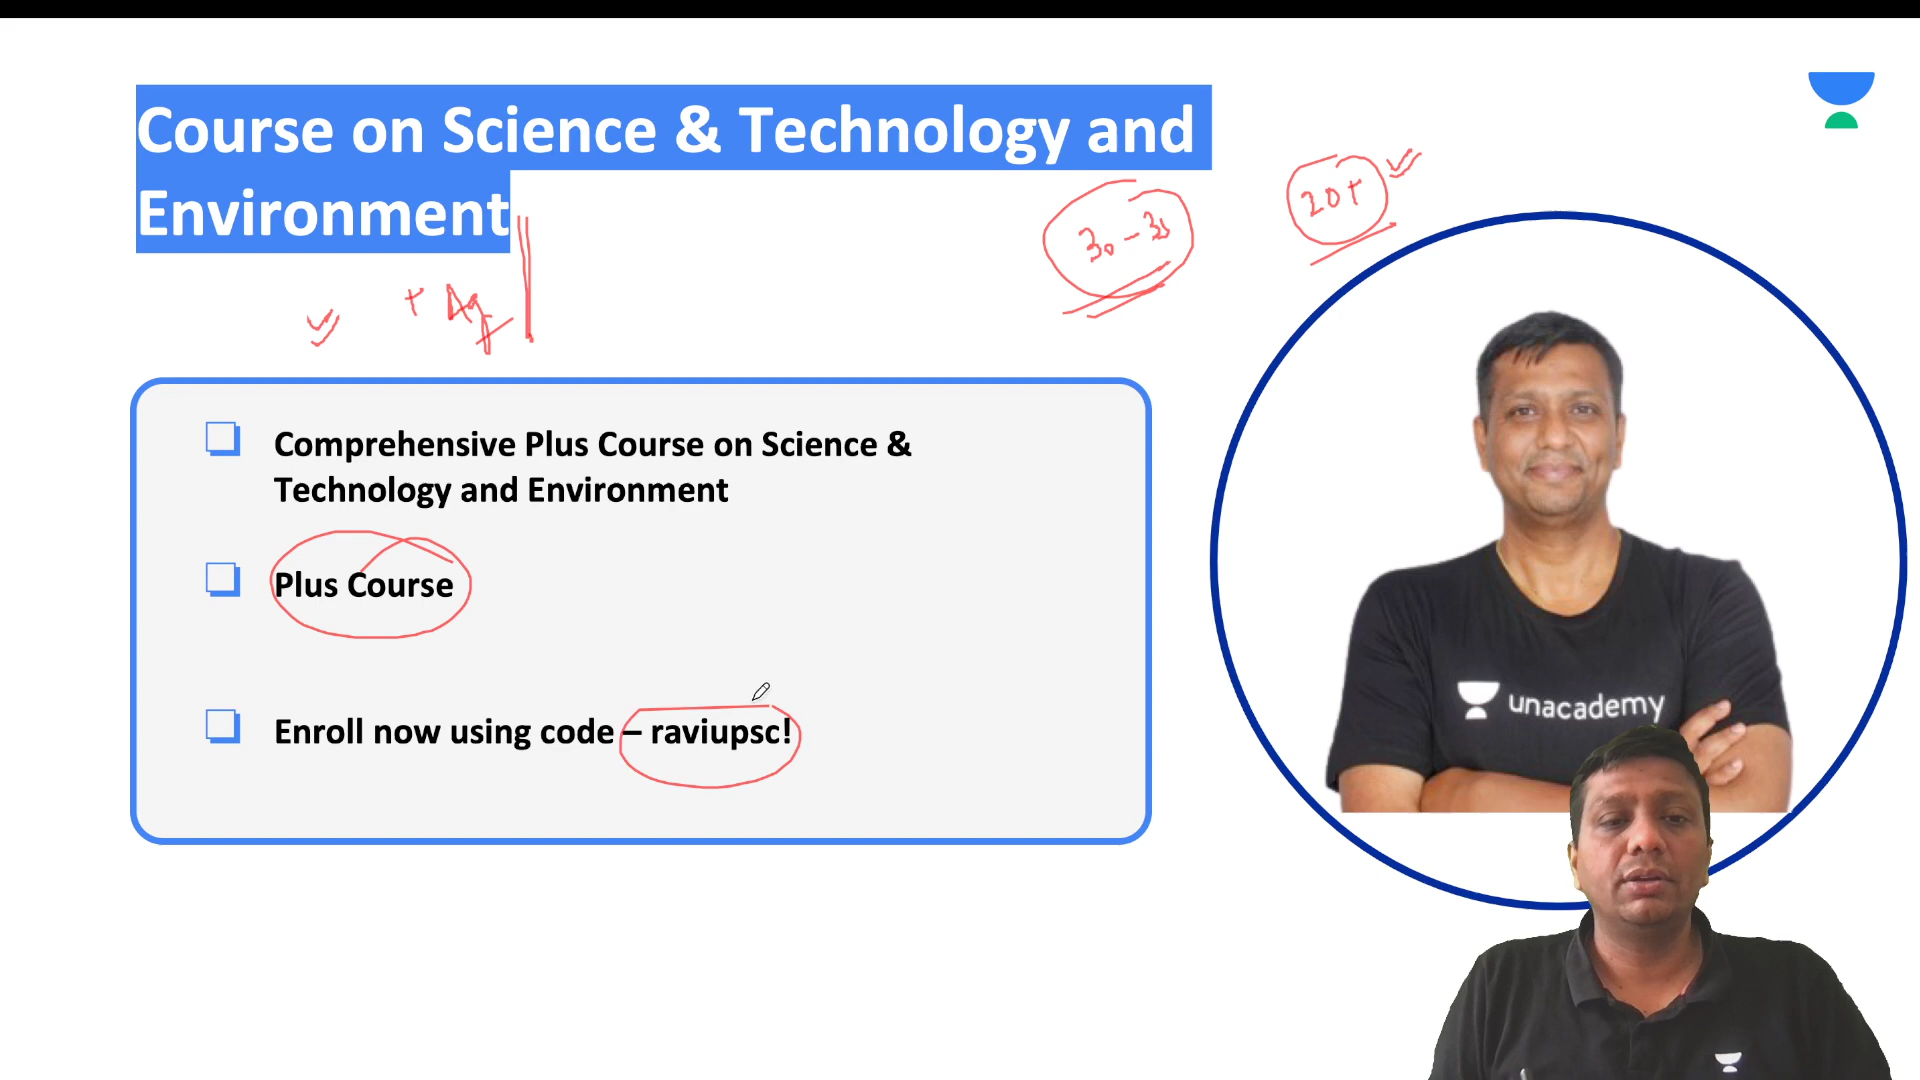 Course on Science & Technology and
Environment
20+
30 - 35
+ Ag
Comprehensive Plus Course on Science &
Technology and Environment
Plus Course
Enroll now using code – raviupsc!
unacademy